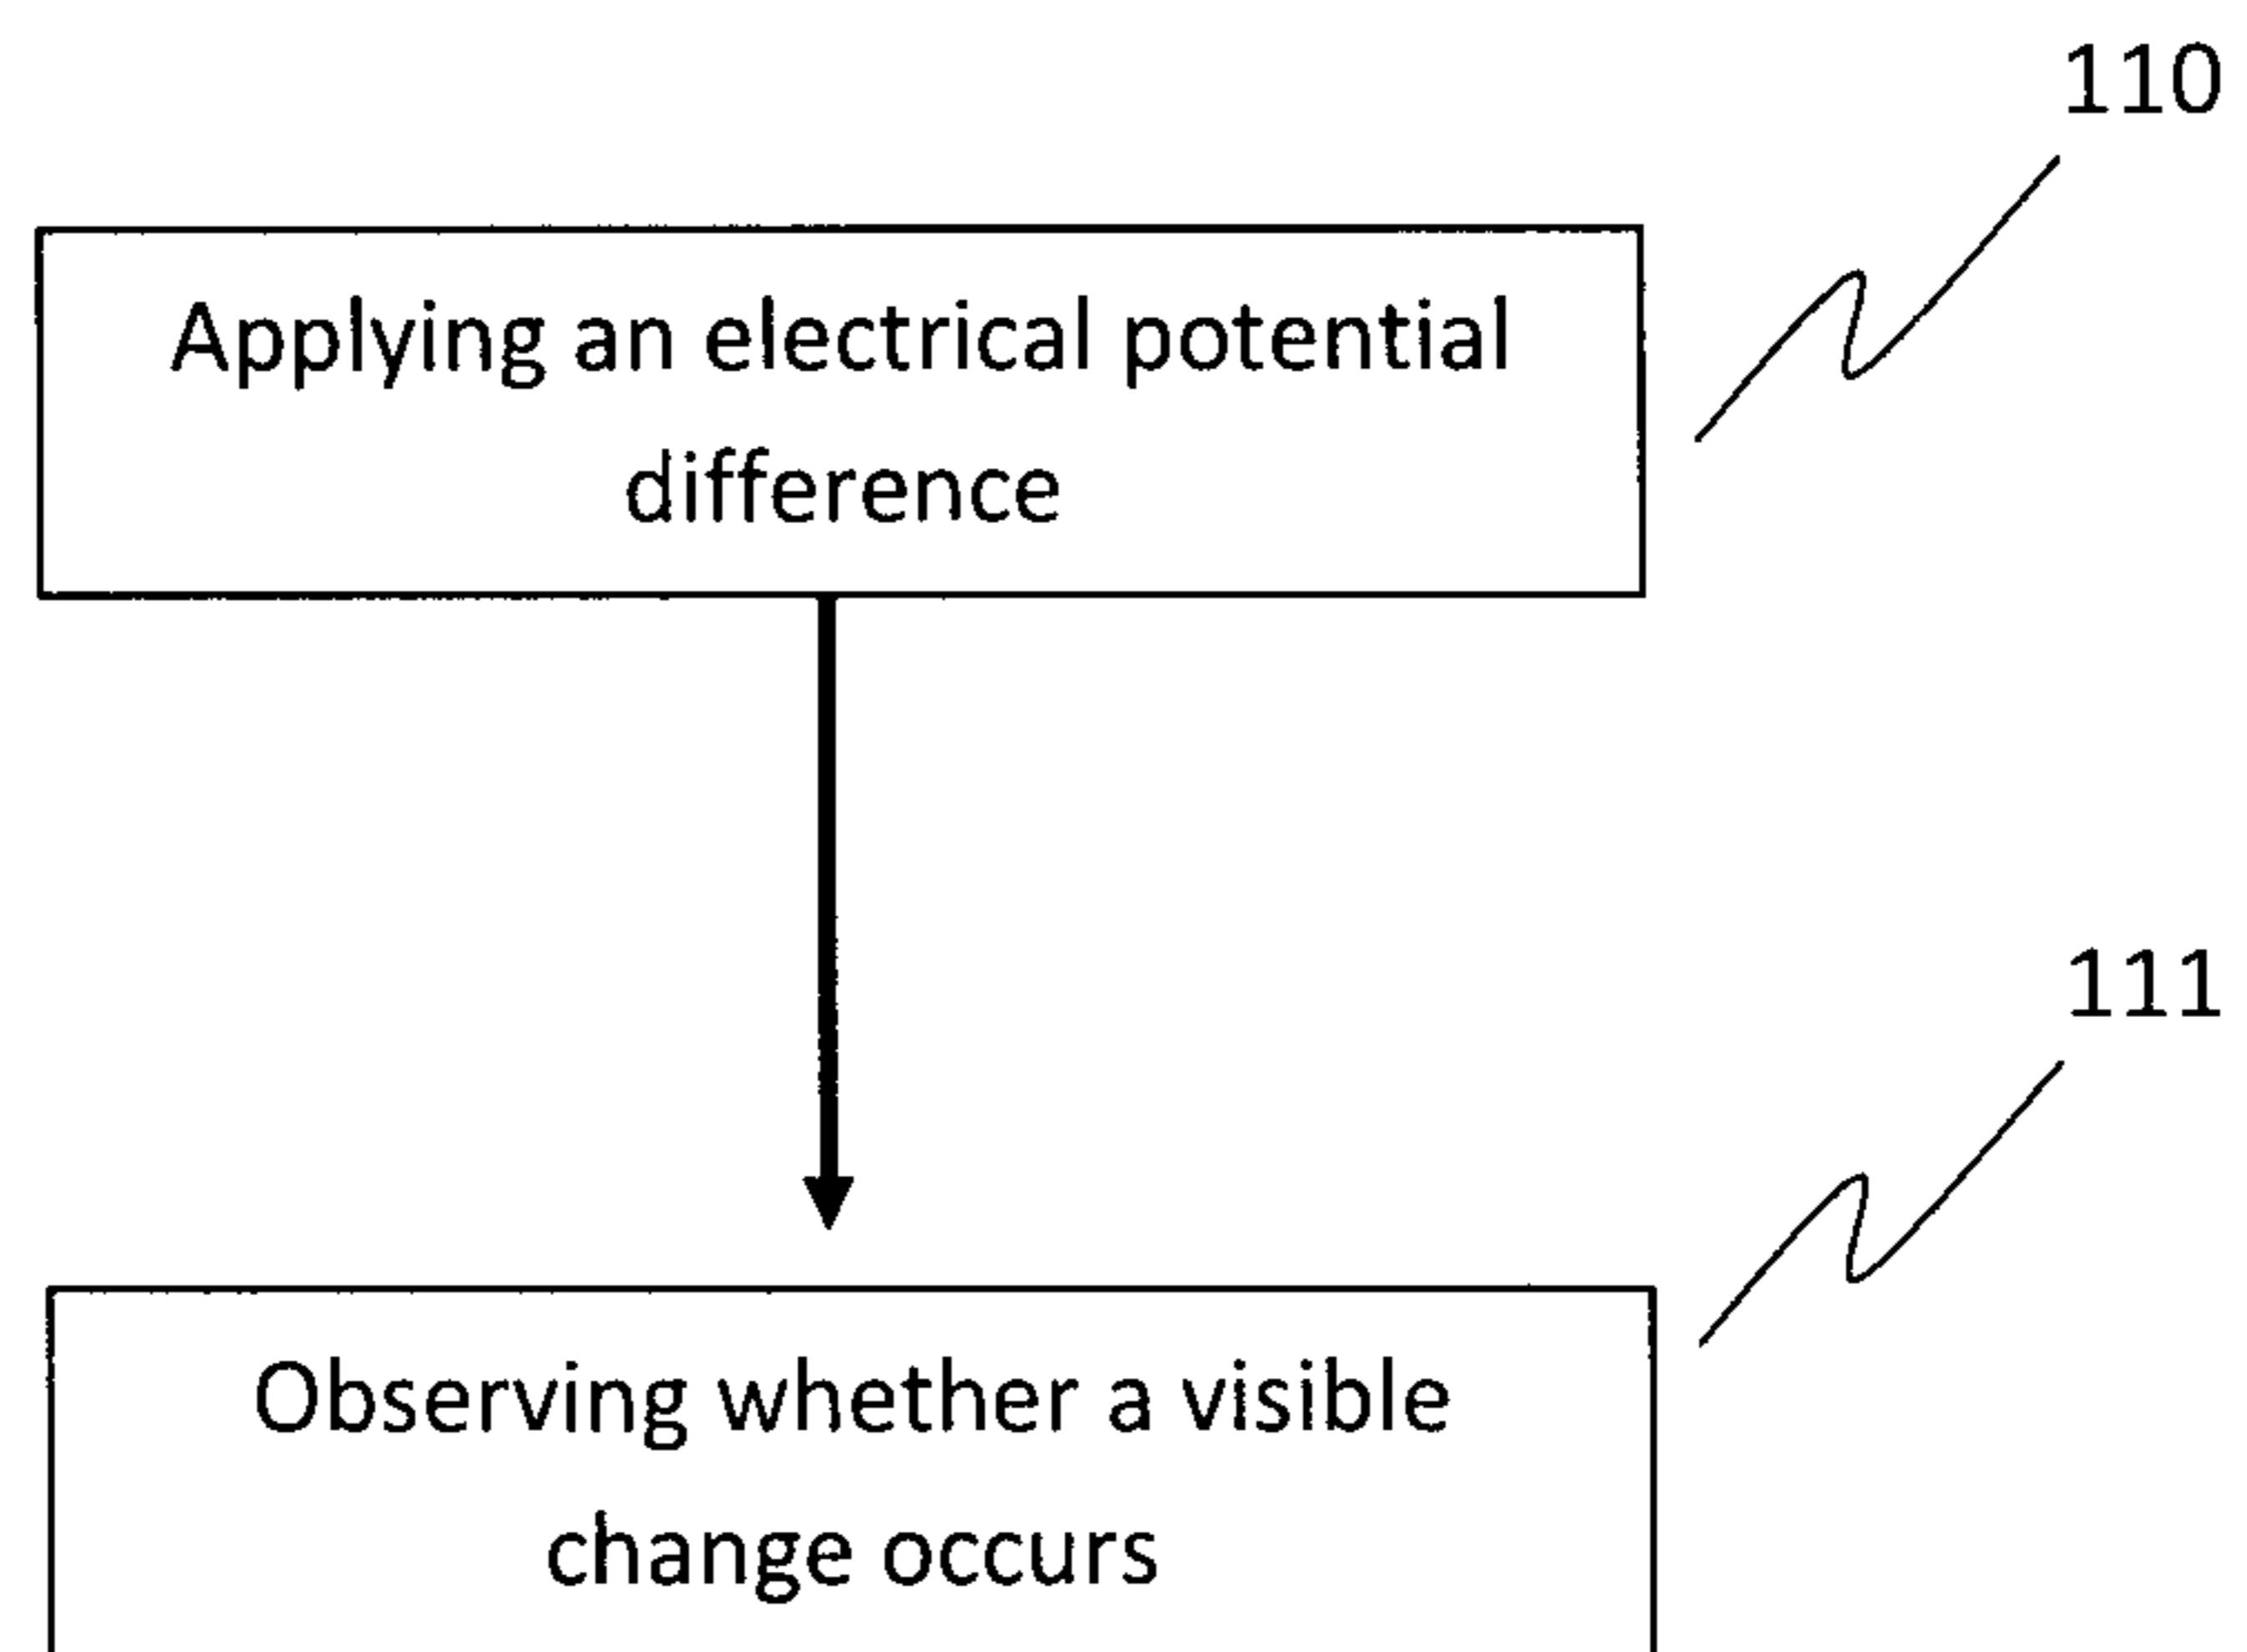 110
Applying an electrical potential
difference
111
Observing whether a visible
change occurs